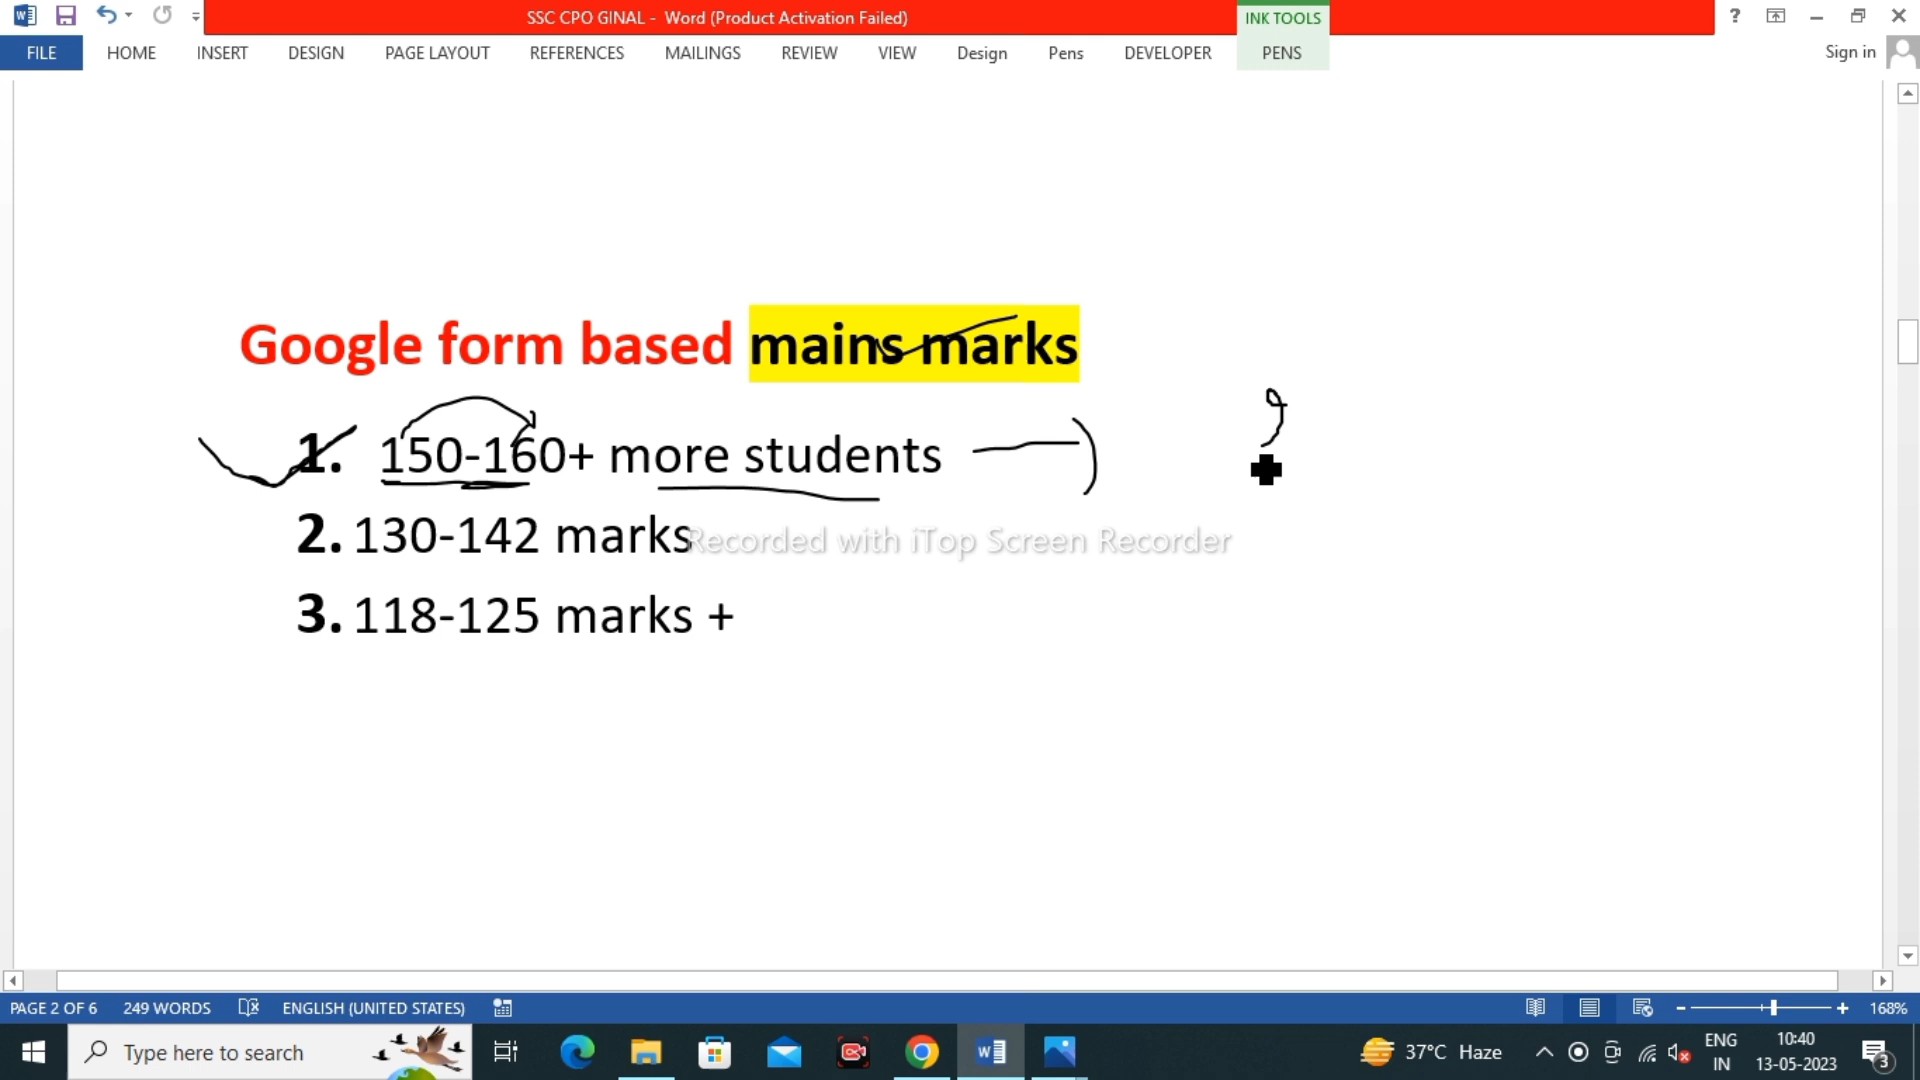 SSC CPO GINAL - Word (Product Activation Failed)
INK TOOLS
?
FILE HOME INSERT DESIGN PAGE LAYOUT REFERENCES MAILINGS REVIEW VIEW Design Pens DEVELOPER PENS
Sign in
Google form based mains marks
1. 150-160+ more students
2. 130-142 marks
Recorded with iTop Screen Recorder
3. 118-125 marks +
PAGE 2 OF 6 249 WORDS ENGLISH (UNITED STATES) 168%
Type here to search
37°C Haze
ENG
IN
10:40
13-05-2023
3